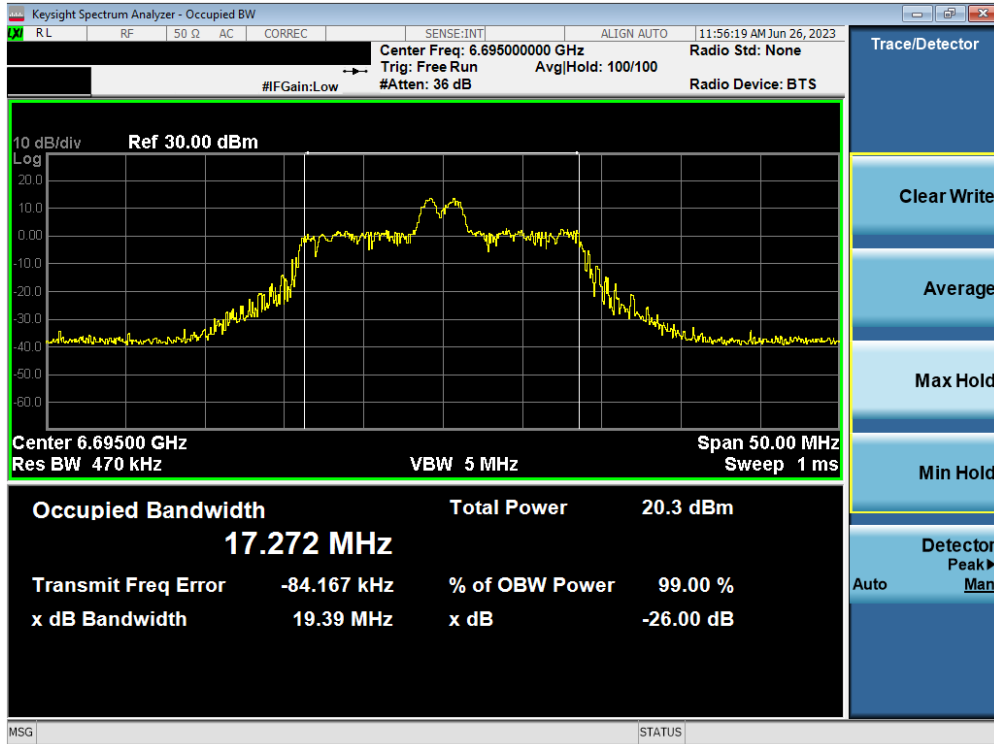 Keysight Spectrum Analyzer - Occupied BW
LXI RL RF 50 Ω AC CORREC SENSE:INT ALIGN AUTO 11:56:19 AM Jun 26, 2023
Center Freq: 6.695000000 GHz Radio Std: None
Trig: Free Run Avg|Hold: 100/100
#IFGain:Low #Atten: 36 dB Radio Device: BTS
Trace/Detector
10 dB/div Ref 30.00 dBm
Log
20.0
10.0
0.00
-10.0
-20.0
-30.0
-40.0
-50.0
-60.0
Center 6.69500 GHz Span 50.00 MHz
Res BW 470 kHz VBW 5 MHz Sweep 1 ms
Occupied Bandwidth Total Power 20.3 dBm
17.272 MHz
Transmit Freq Error -84.167 kHz % of OBW Power 99.00 %
x dB Bandwidth 19.39 MHz x dB -26.00 dB
Clear Write
Average
Max Hold
Min Hold
Detector
Peak▶
Auto Man
MSG STATUS